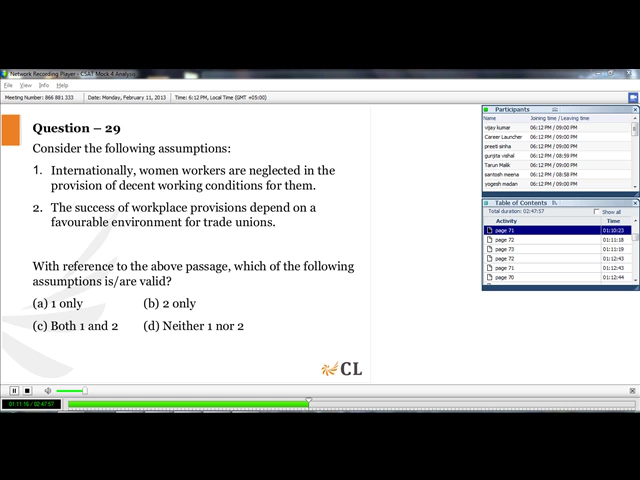 Network Recording Player - CSAT Mock 4 Analysis
File View Info Help
Meeting Number: 866 881 333 Date: Monday, February 11, 2013 Time: 6:12 PM, Local Time (GMT +05:00)
Question – 29
Consider the following assumptions:
1. Internationally, women workers are neglected in the
provision of decent working conditions for them.
2. The success of workplace provisions depend on a
favourable environment for trade unions.
With reference to the above passage, which of the following
assumptions is/are valid?
(a) 1 only (b) 2 only
(c) Both 1 and 2 (d) Neither 1 nor 2
CL
Participants
Name Joining time / Leaving time
vijay kumar 06:12 PM / 09:00 PM
Career Launcher 06:12 PM / 09:00 PM
preeti sinha 06:12 PM / 09:00 PM
gunjita vishal 06:12 PM / 08:59 PM
Tarun Malik 06:12 PM / 09:00 PM
santosh meena 06:12 PM / 08:58 PM
yogesh madan 06:12 PM / 09:00 PM
Table of Contents
Total duration: 02:47:57 Show all
Activity Time
page 71 01:10:23
page 72 01:11:18
page 73 01:11:19
page 72 01:12:43
page 71 01:12:43
page 70 01:12:44
01:11:16 / 02:47:57